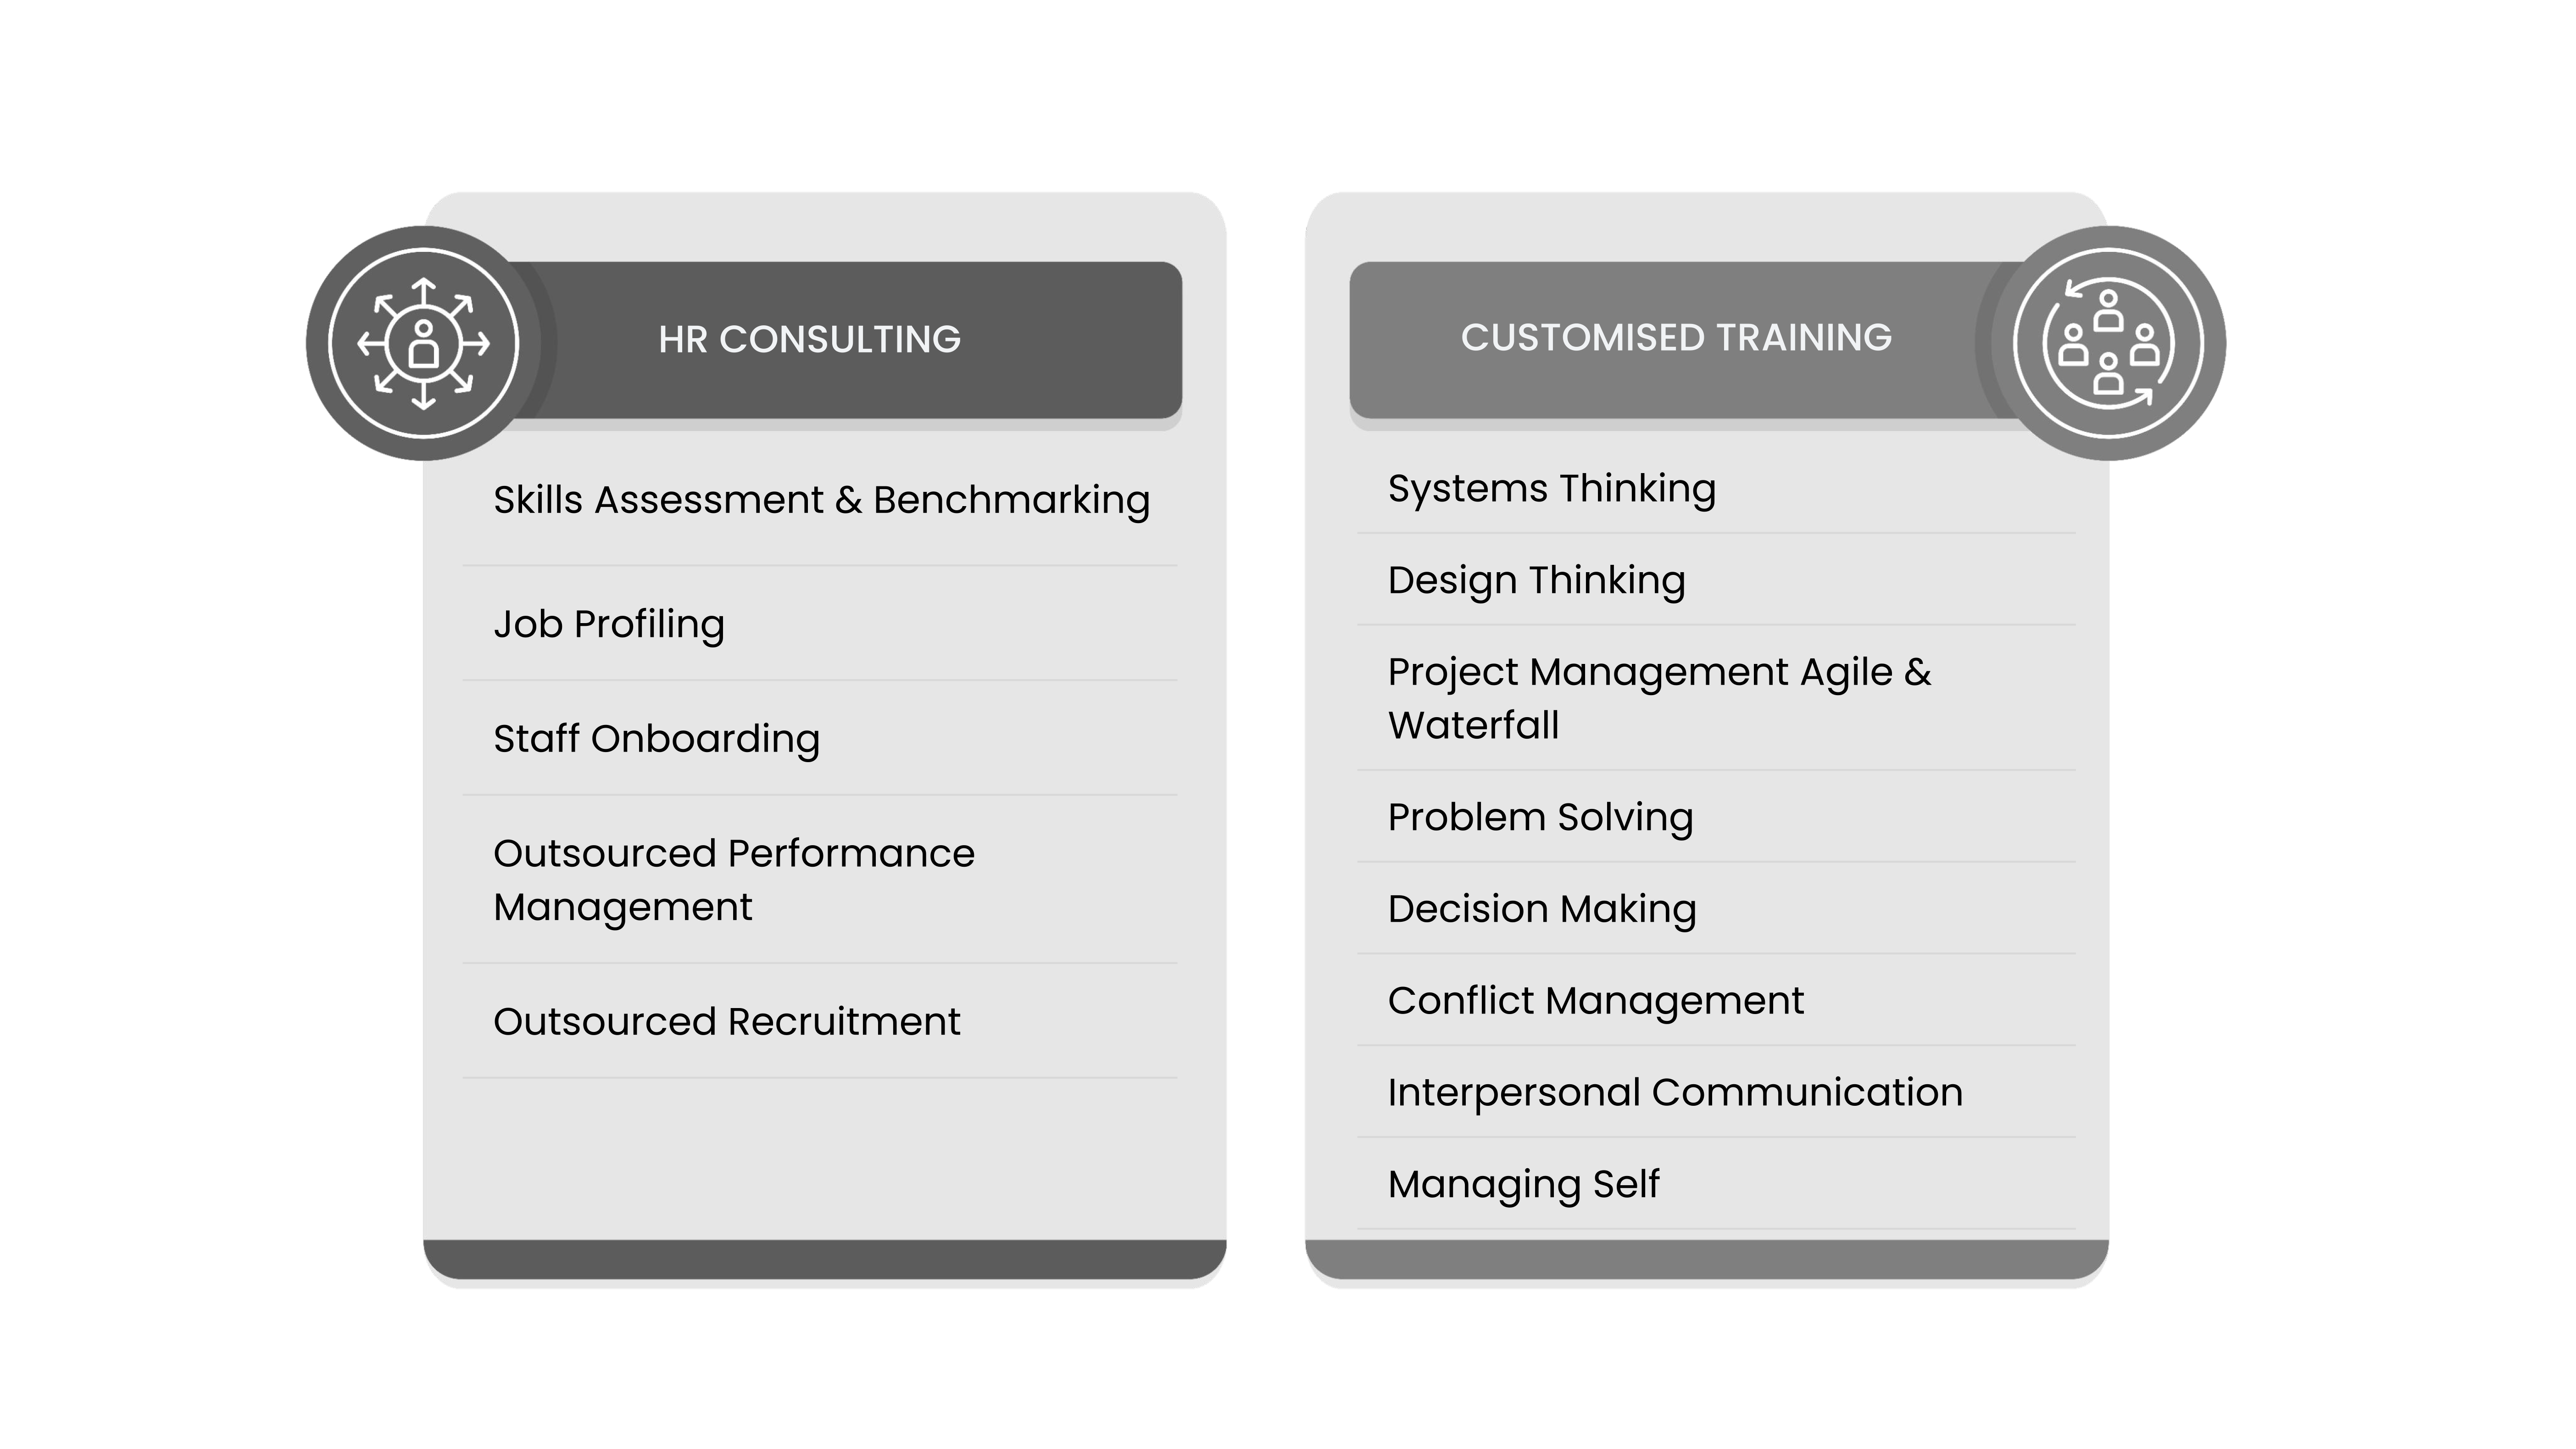 HR CONSULTING
Skills Assessment & Benchmarking
Job Profiling
Staff Onboarding
Outsourced Performance
Management
Outsourced Recruitment
CUSTOMISED TRAINING
Systems Thinking
Design Thinking
Project Management Agile &
Waterfall
Problem Solving
Decision Making
Conflict Management
Interpersonal Communication
Managing Self